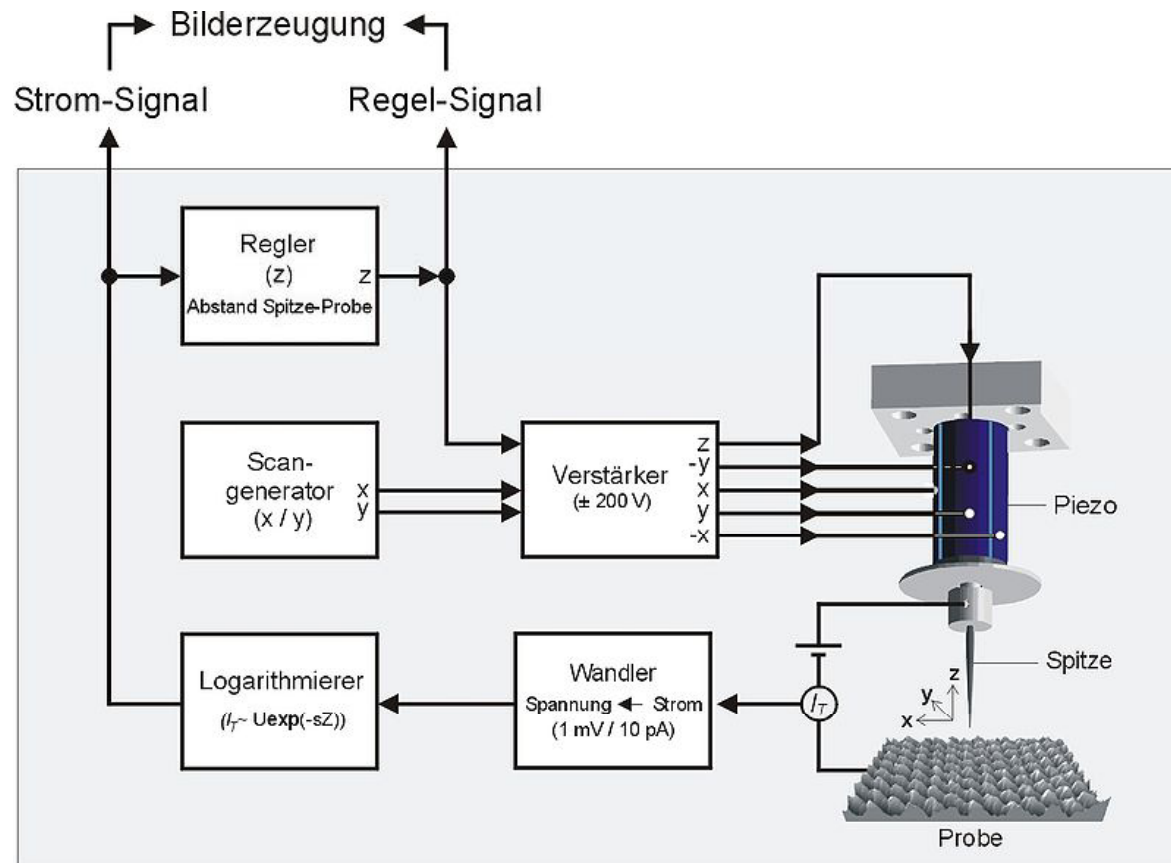 Bilderzeugung
Strom-Signal
Regel-Signal
Regler
(z)
z
Abstand Spitze-Probe
Scan-
generator
(x / y)
x
y
Verstärker
(± 200 V)
z
-y
x
y
-x
Piezo
Logarithmierer
(I_T~ Uexp(-sZ))
Wandler
Spannung ← Strom
(1 mV / 10 pA)
I_T
Spitze
z
y
x
Probe